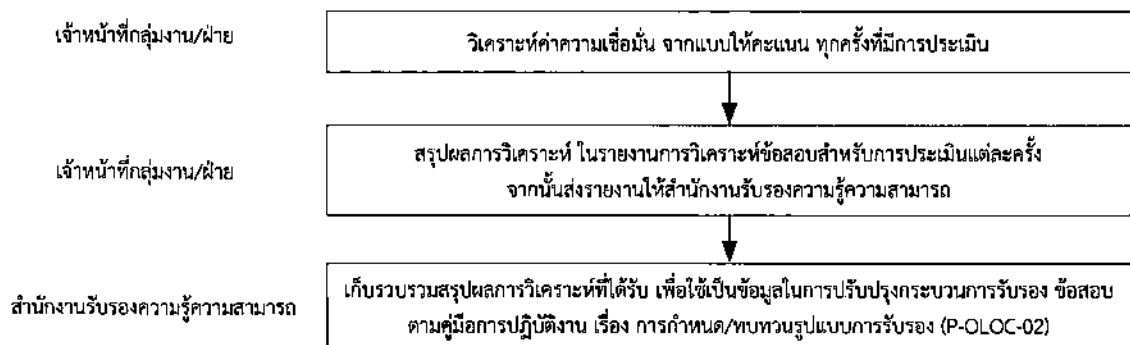 เจ้าหน้าที่กลุ่มงาน/ฝ่าย
วิเคราะห์ค่าความเชื่อมั่น จากแบบให้คะแนน ทุกครั้งที่มีการประเมิน
เจ้าหน้าที่กลุ่มงาน/ฝ่าย
สรุปผลการวิเคราะห์ ในรายงานการวิเคราะห์ข้อสอบสำหรับการประเมินแต่ละครั้ง
จากนั้นส่งรายงานให้สำนักงานรับรองความรู้ความสามารถ
สำนักงานรับรองความรู้ความสามารถ
เก็บรวบรวมสรุปผลการวิเคราะห์ที่ได้รับ เพื่อใช้เป็นข้อมูลในการปรับปรุงกระบวนการรับรอง ข้อสอบ
ตามคู่มือการปฏิบัติงาน เรื่อง การกำหนด/ทบทวนรูปแบบการรับรอง (P-OLOC-02)